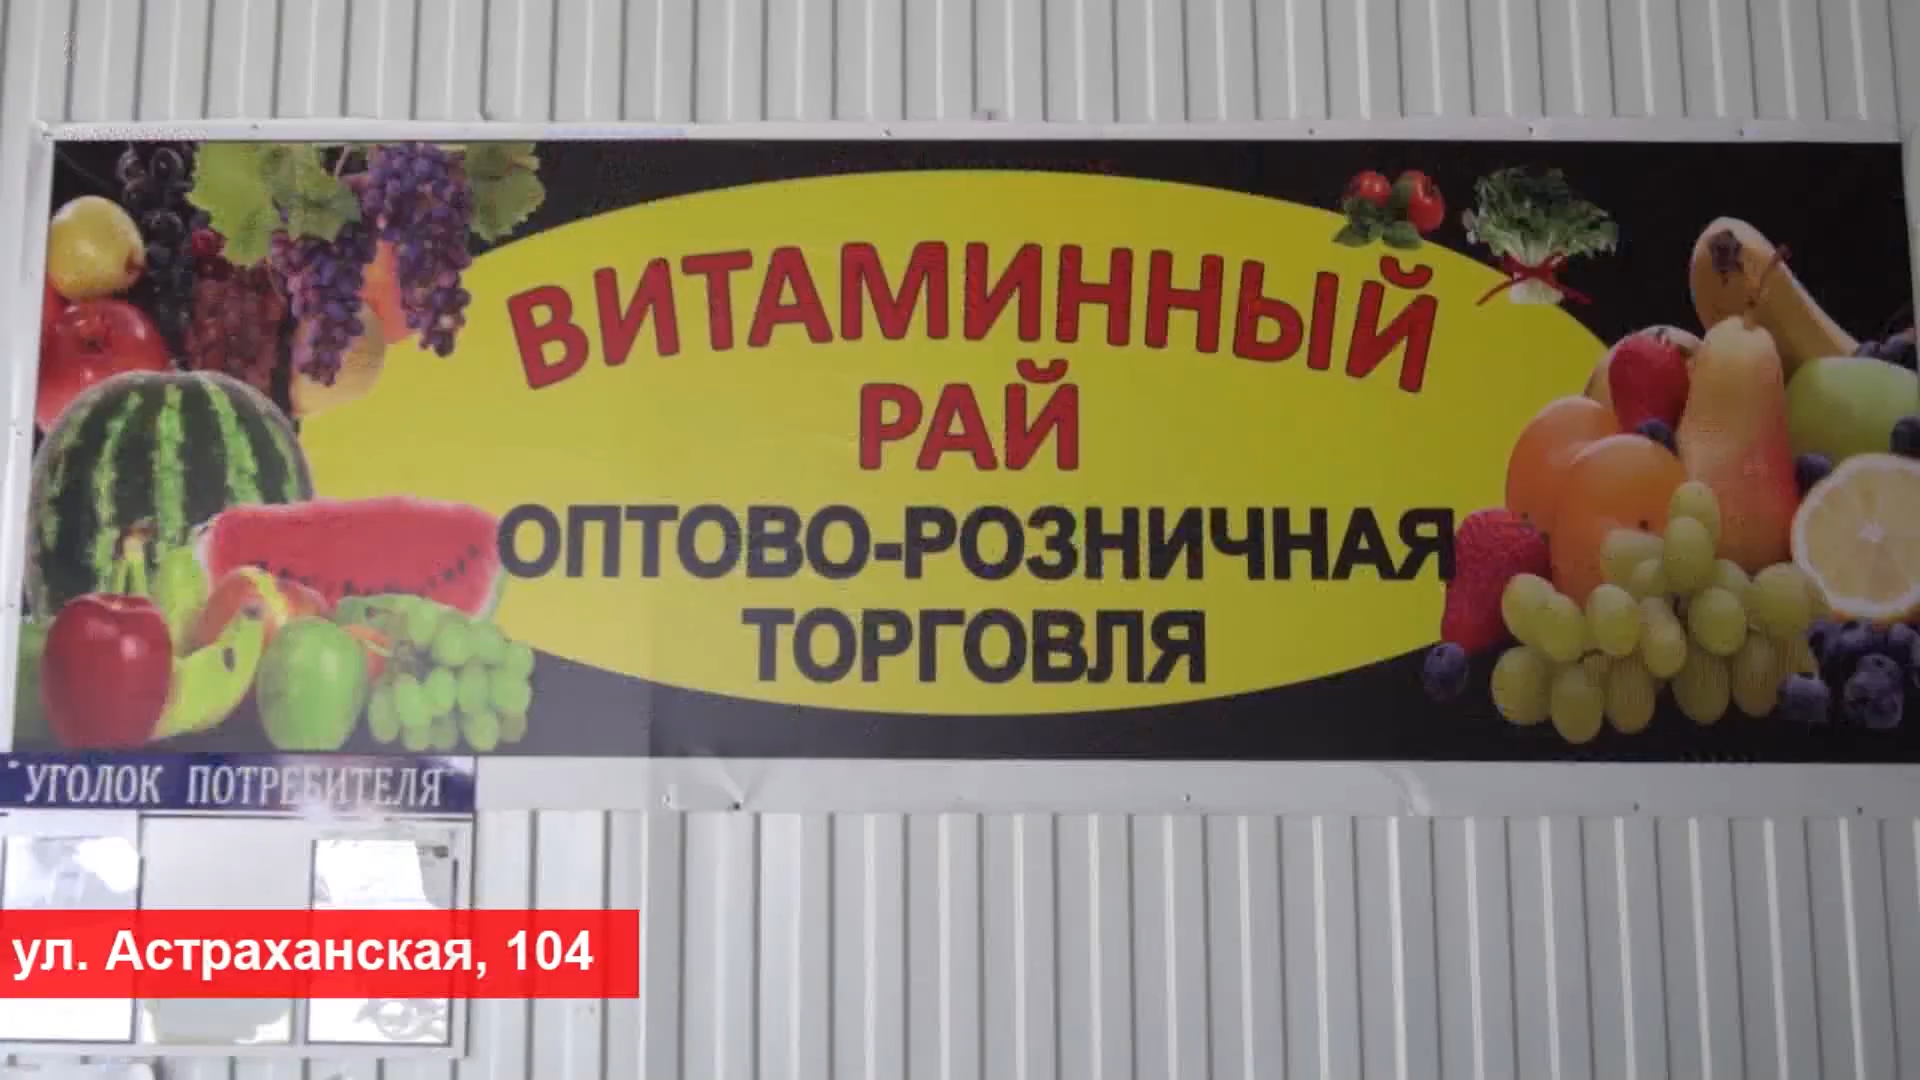 ВИТАМИННЫЙ
РАЙ
ОПТОВО-РОЗНИЧНАЯ
ТОРГОВЛЯ
"УГОЛОК ПОТРЕБИТЕЛЯ"
ул. Астраханская, 104